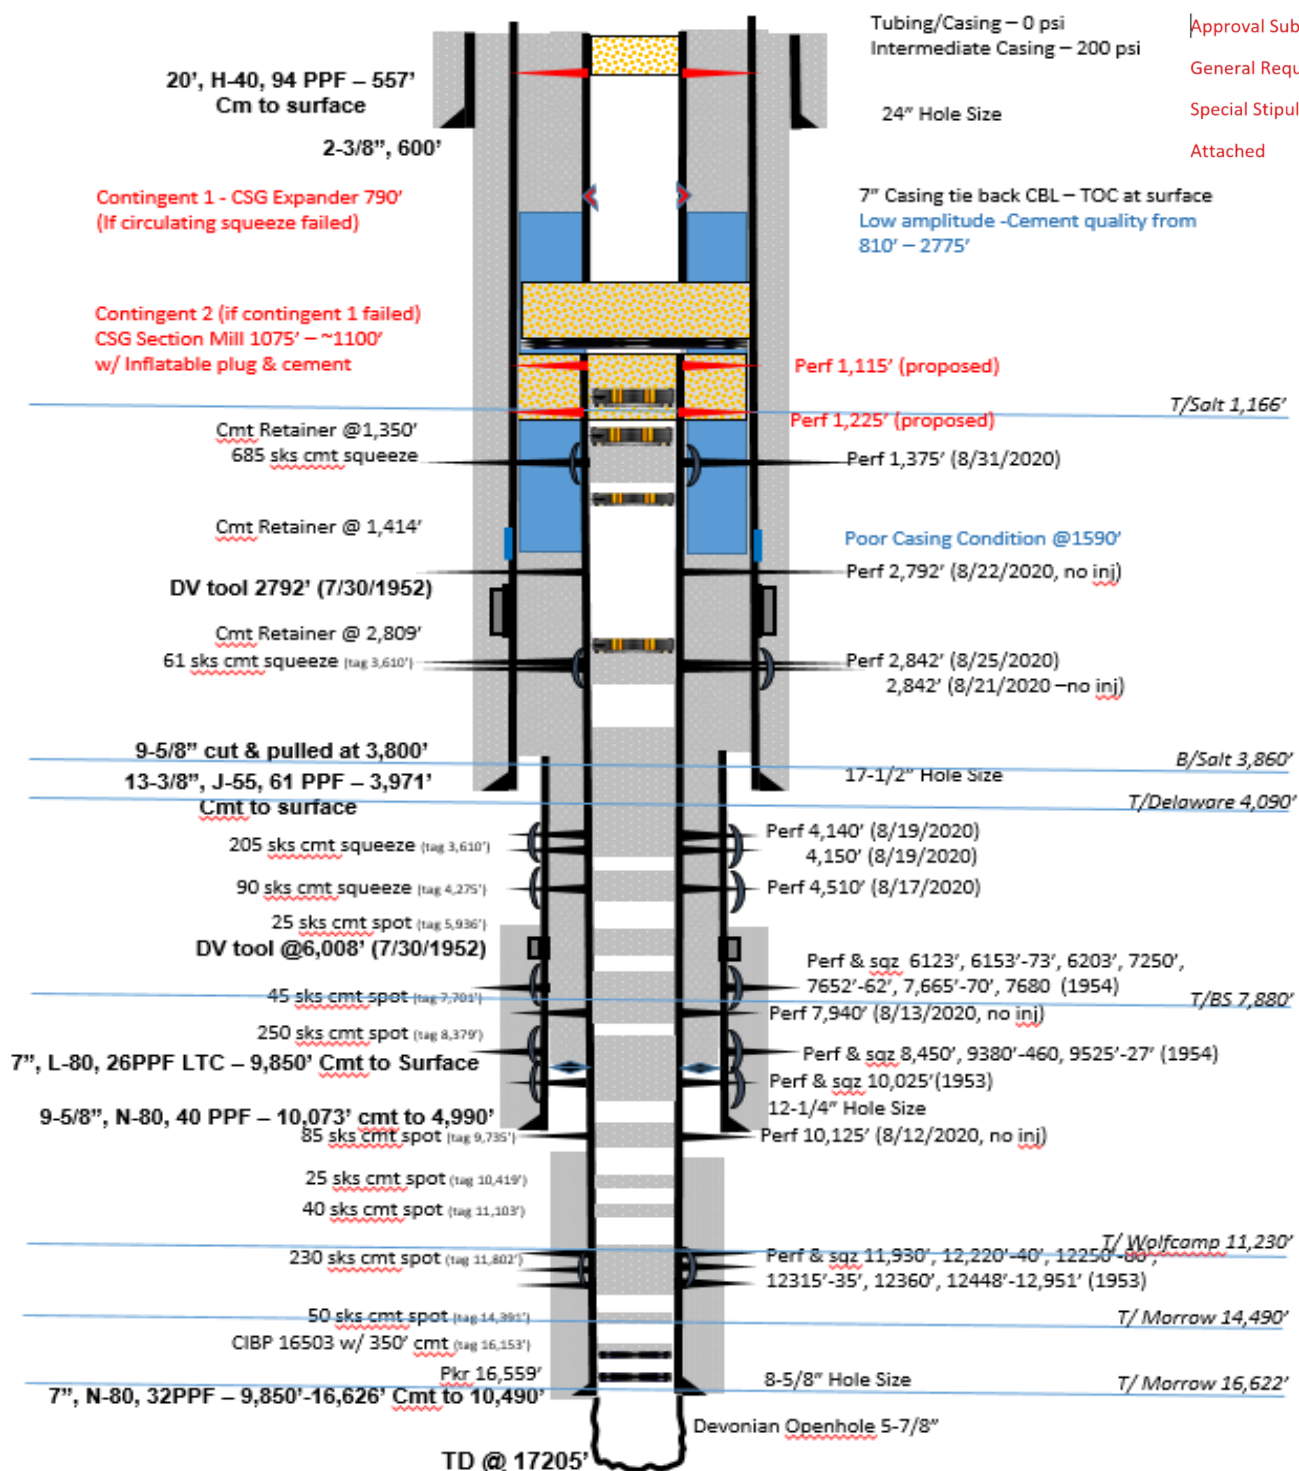 Tubing/Casing – 0 psi
Intermediate Casing – 200 psi
Approval Sub
General Requ
Special Stipul
Attached
20’, H-40, 94 PPF – 557’
Cm to surface
24” Hole Size
2-3/8”, 600’
Contingent 1 - CSG Expander 790’
(If circulating squeeze failed)
7” Casing tie back CBL – TOC at surface
Low amplitude -Cement quality from
810’ – 2775’
Contingent 2 (if contingent 1 failed)
CSG Section Mill 1075’ – ~1100’
w/ Inflatable plug & cement
Perf 1,115’ (proposed)
T/Salt 1,166’
Perf 1,225’ (proposed)
Cmt Retainer @1,350’
685 sks cmt squeeze
Perf 1,375’ (8/31/2020)
Cmt Retainer @ 1,414’
Poor Casing Condition @1590’
Perf 2,792’ (8/22/2020, no inj)
DV tool 2792’ (7/30/1952)
Cmt Retainer @ 2,809’
61 sks cmt squeeze (tag 3,610’)
Perf 2,842’ (8/25/2020)
2,842’ (8/21/2020 –no inj)
9-5/8” cut & pulled at 3,800’
B/Salt 3,860’
13-3/8”, J-55, 61 PPF – 3,971’
Cmt to surface
17-1/2” Hole Size
T/Delaware 4,090’
205 sks cmt squeeze (tag 3,610’)
Perf 4,140’ (8/19/2020)
4,150’ (8/19/2020)
90 sks cmt squeeze (tag 4,275’)
Perf 4,510’ (8/17/2020)
25 sks cmt spot (tag 5,936’)
DV tool @6,008’ (7/30/1952)
Perf & sqz 6123’, 6153’-73’, 6203’, 7250’,
7652’-62’, 7,665’-70’, 7680 (1954)
45 sks cmt spot (tag 7,701’)
T/BS 7,880’
Perf 7,940’ (8/13/2020, no inj)
250 sks cmt spot (tag 8,379’)
Perf & sqz 8,450’, 9380’-460, 9525’-27’ (1954)
7”, L-80, 26PPF LTC – 9,850’ Cmt to Surface
Perf & sqz 10,025’(1953)
12-1/4” Hole Size
9-5/8”, N-80, 40 PPF – 10,073’ cmt to 4,990’
85 sks cmt spot (tag 9,735’)
Perf 10,125’ (8/12/2020, no inj)
25 sks cmt spot (tag 10,419’)
40 sks cmt spot (tag 11,103’)
T/ Wolfcamp 11,230’
230 sks cmt spot (tag 11,802’)
Perf & sqz 11,930’, 12,220’-40’, 12250’-60’,
12315’-35’, 12360’, 12448’-12,951’ (1953)
50 sks cmt spot (tag 14,391’)
T/ Morrow 14,490’
CIBP 16503 w/ 350’ cmt (tag 16,153’)
Pkr 16,559’
8-5/8” Hole Size
T/ Morrow 16,622’
7”, N-80, 32PPF – 9,850’-16,626’ Cmt to 10,490’
Devonian Openhole 5-7/8”
TD @ 17205’